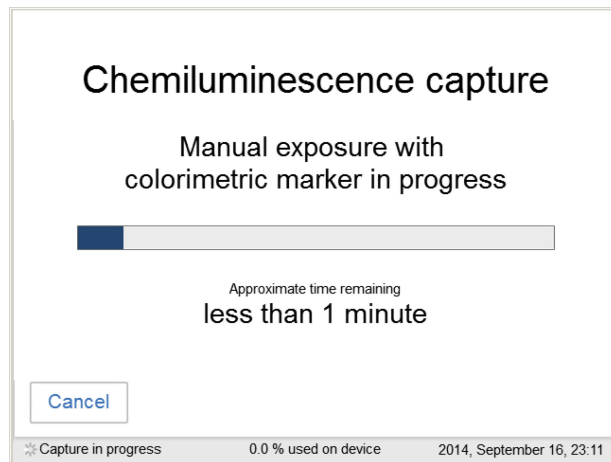 Chemiluminescence capture
Manual exposure with
colorimetric marker in progress
Approximate time remaining
less than 1 minute
Cancel
Capture in progress 0.0 % used on device 2014, September 16, 23:11